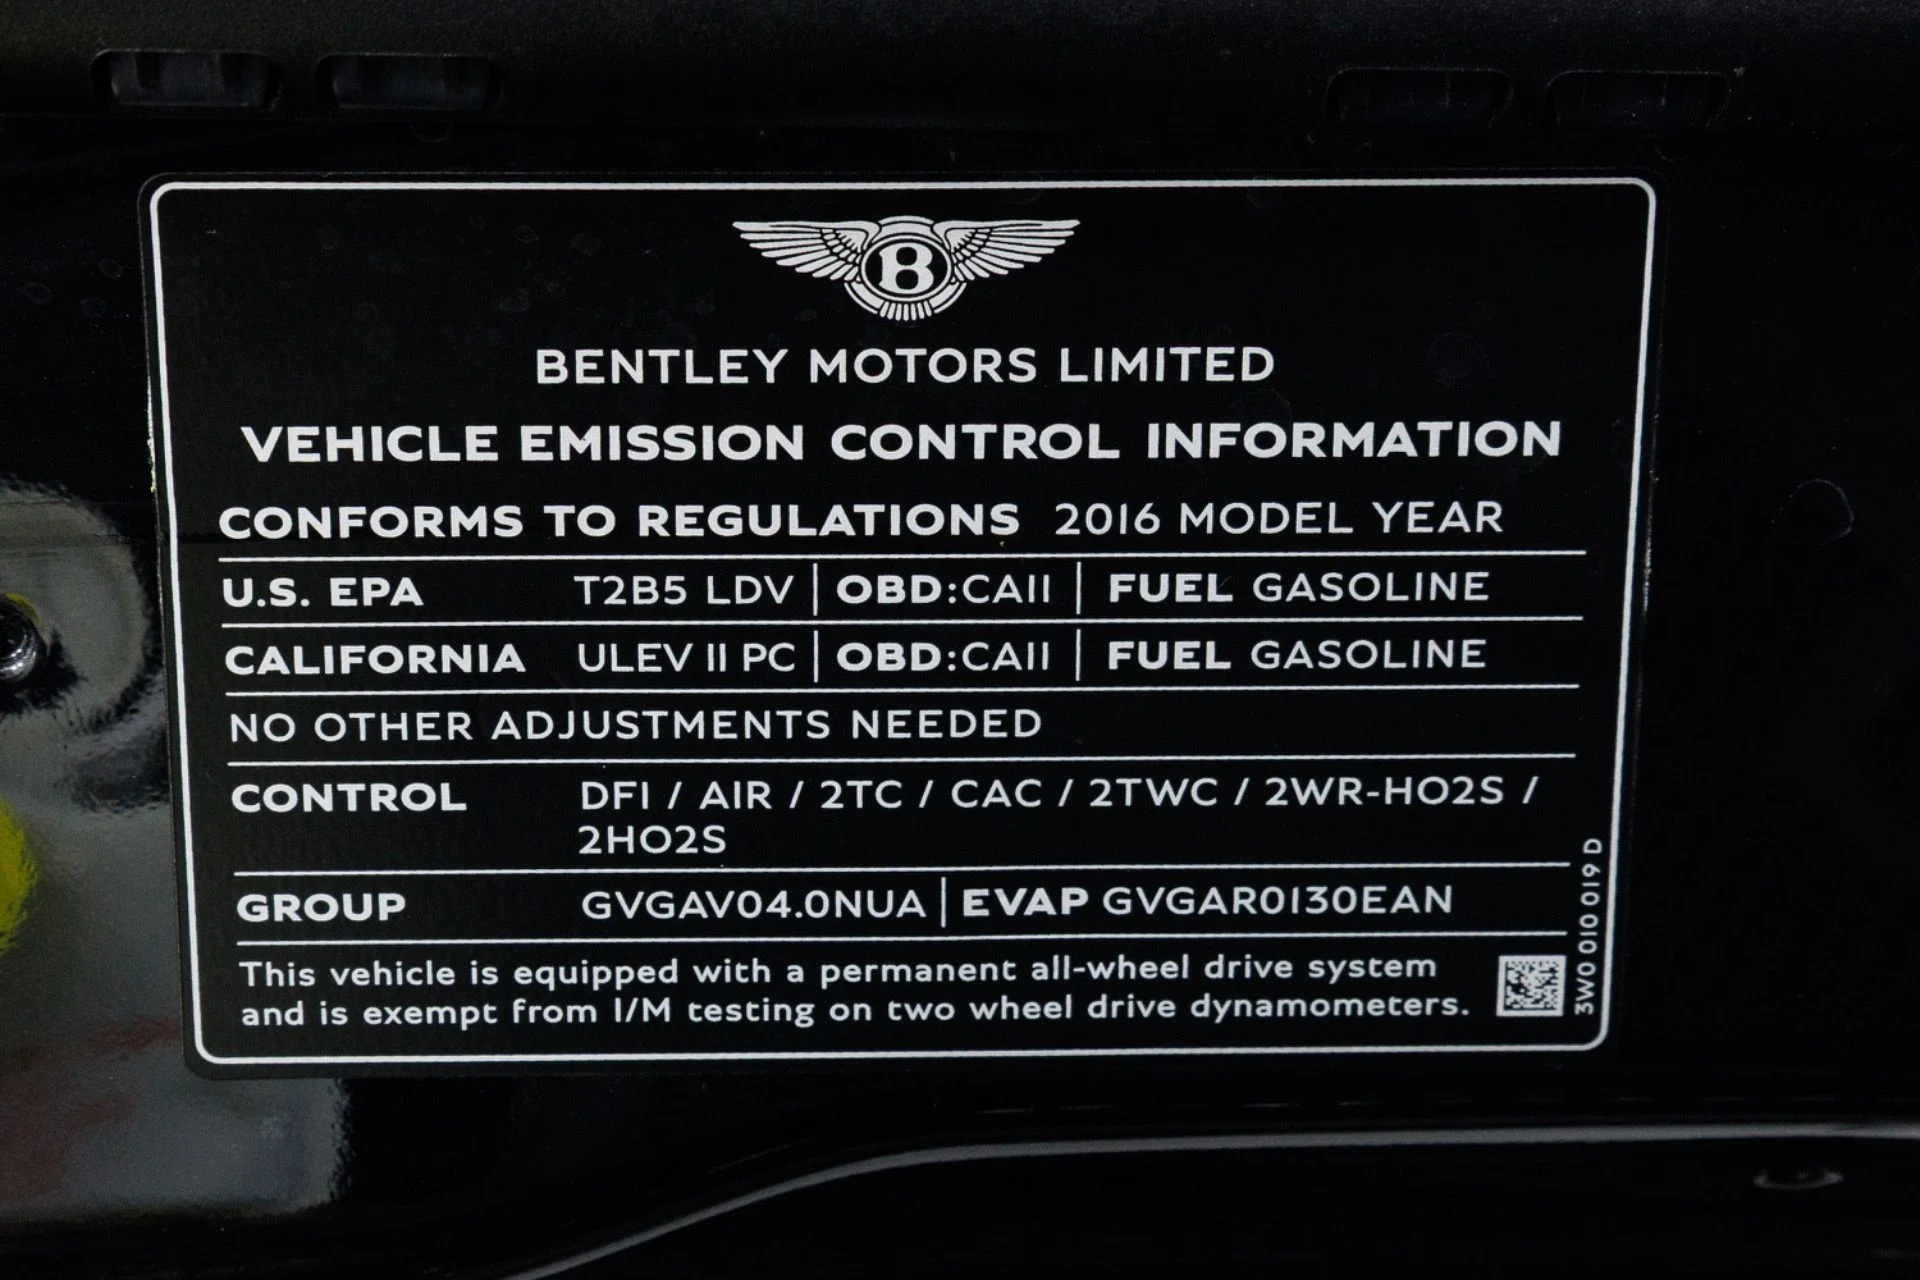 B
BENTLEY MOTORS LIMITED
VEHICLE EMISSION CONTROL INFORMATION
CONFORMS TO REGULATIONS 2016 MODEL YEAR
U.S. EPA T2B5 LDV | OBD:CAII | FUEL GASOLINE
CALIFORNIA ULEV II PC | OBD:CAII | FUEL GASOLINE
NO OTHER ADJUSTMENTS NEEDED
CONTROL DFI / AIR / 2TC / CAC / 2TWC / 2WR-HO2S /
2HO2S
GROUP GVGAV04.0NUA | EVAP GVGAR0130EAN
This vehicle is equipped with a permanent all-wheel drive system
and is exempt from I/M testing on two wheel drive dynamometers.
3W0 010 019 D